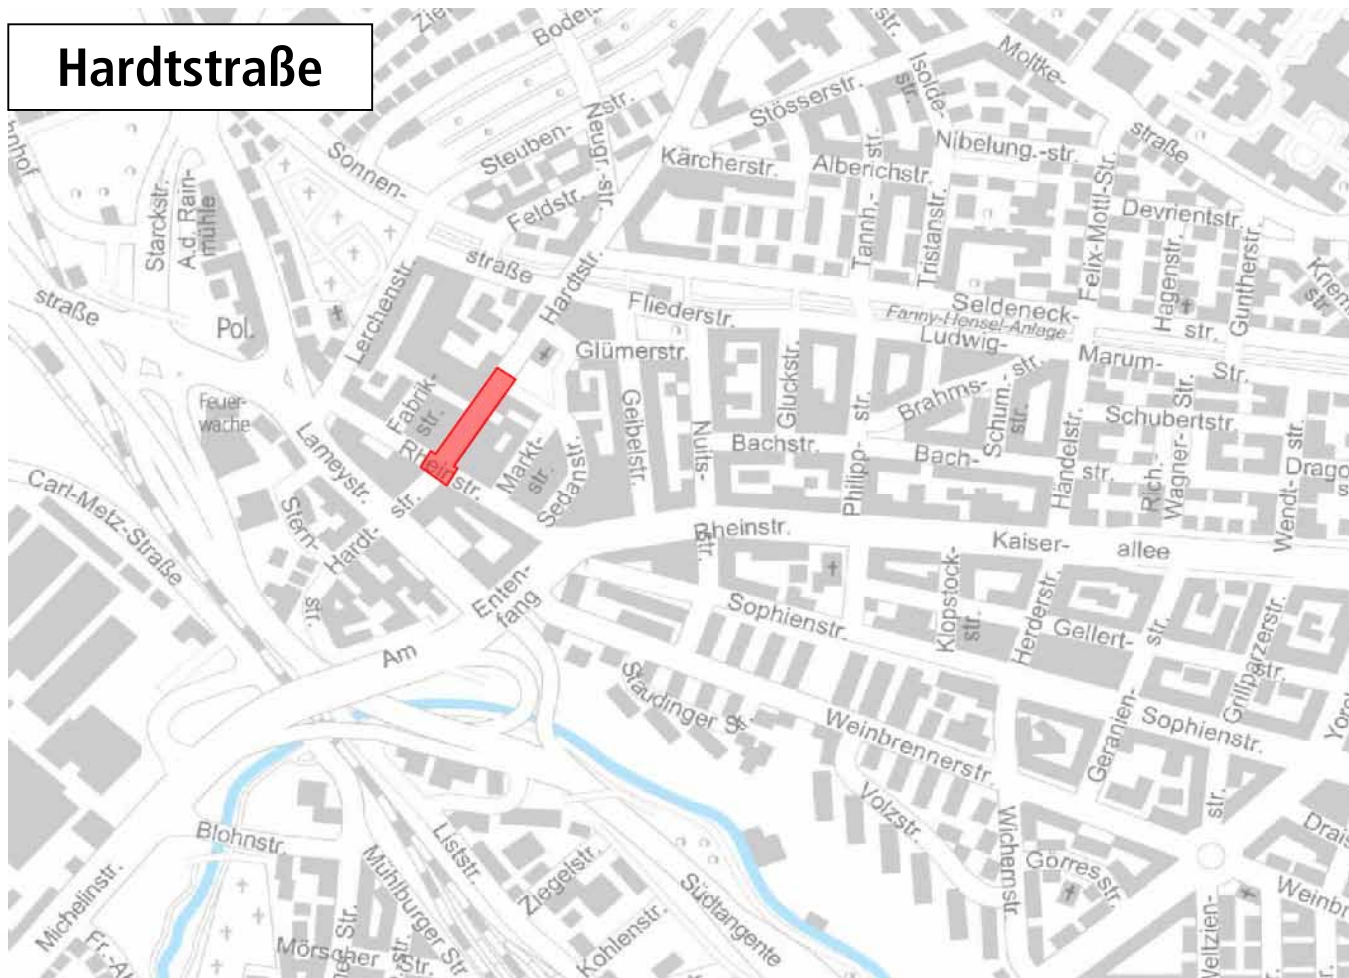 Hardtstraße
Stösserstr.
Isolde-
str.
Moltke-
straße
Nibelung.-str.
Steuben-
str.
Neugr.-str.
Sonnen-
straße
Kärcherstr.
Alberichstr.
Feldstr.
Starckstr.
A.d. Rain-
mühle
Tannh.-
str.
Tristanstr.
Felix-Mottl-Str.
Devrientstr.
Hagenstr.
Guntherstr.
str.
Lerchenstr.
Hardtstr.
Fliederstr.
Seldeneck-
str.
Fanny-Hensel-Anlage
Ludwig-
Marum-
Str.
straße
Pol.
Glümerstr.
Gluckstr.
Brahms-
str.
Schum.
str.
Schubertstr.
Feuer-
wache
Fabrik-
str.
Rheinstr.
Markt-
str.
Sedanstr.
Geibelstr.
Nuits-
str.
Bachstr.
Philipp-
str.
Bach-
str.
Händelstr.
Rich.-
Wagner-
Str.
Wendt-
str.
Drago
s
Lameystr.
Hardt-
str.
Stern-
str.
Carl-Metz-Straße
Rheinstr.
Kaiser-
allee
Am
Enten-
fang
Sophienstr.
Klopstock-
str.
Herderstr.
Gellert-
str.
Geranien-
str.
Grillparzerstr.
Staudinger
Weinbrennerstr.
Sophienstr.
Volzstr.
Wichernstr.
Görresstr.
Blohnstr.
Liststr.
Ziegelstr.
Mühlburger Str
Michelinstr.
Mörscher Str.
Kohlenstr.
Südtangente